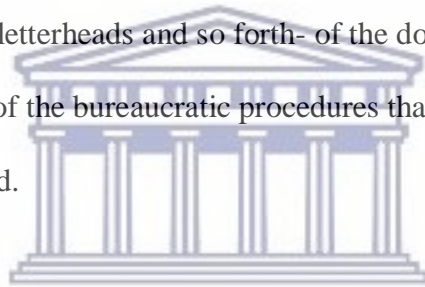 letterheads and so forth- of the do
of the bureaucratic procedures tha
d.